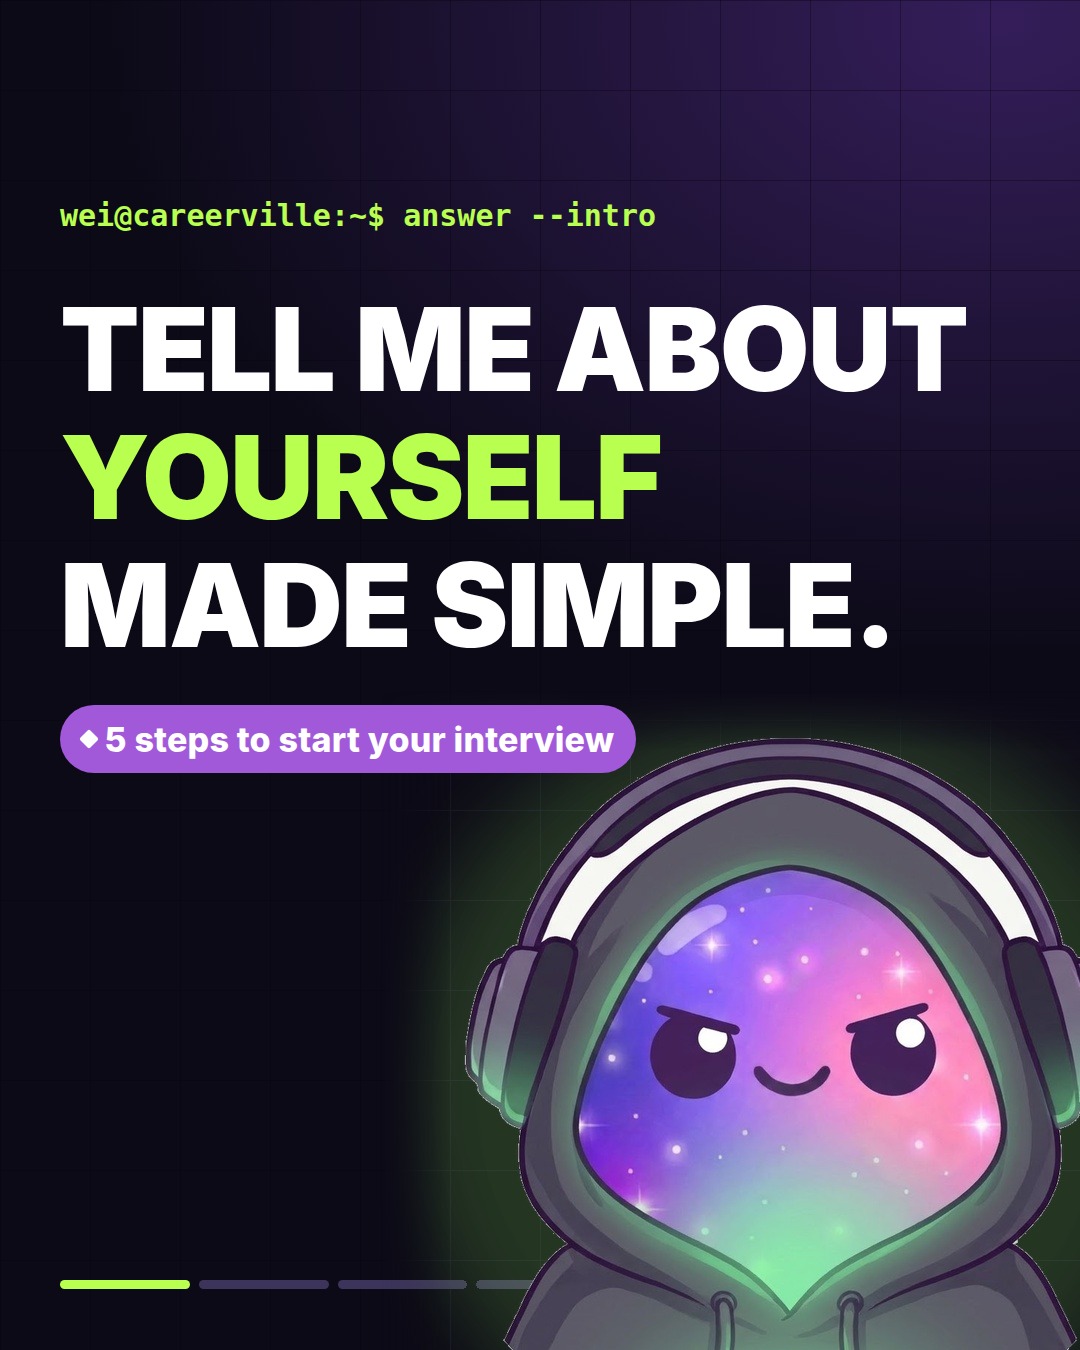 wei@careerville:~$ answer --intro
TELL ME ABOUT
YOURSELF
MADE SIMPLE.
5 steps to start your interview